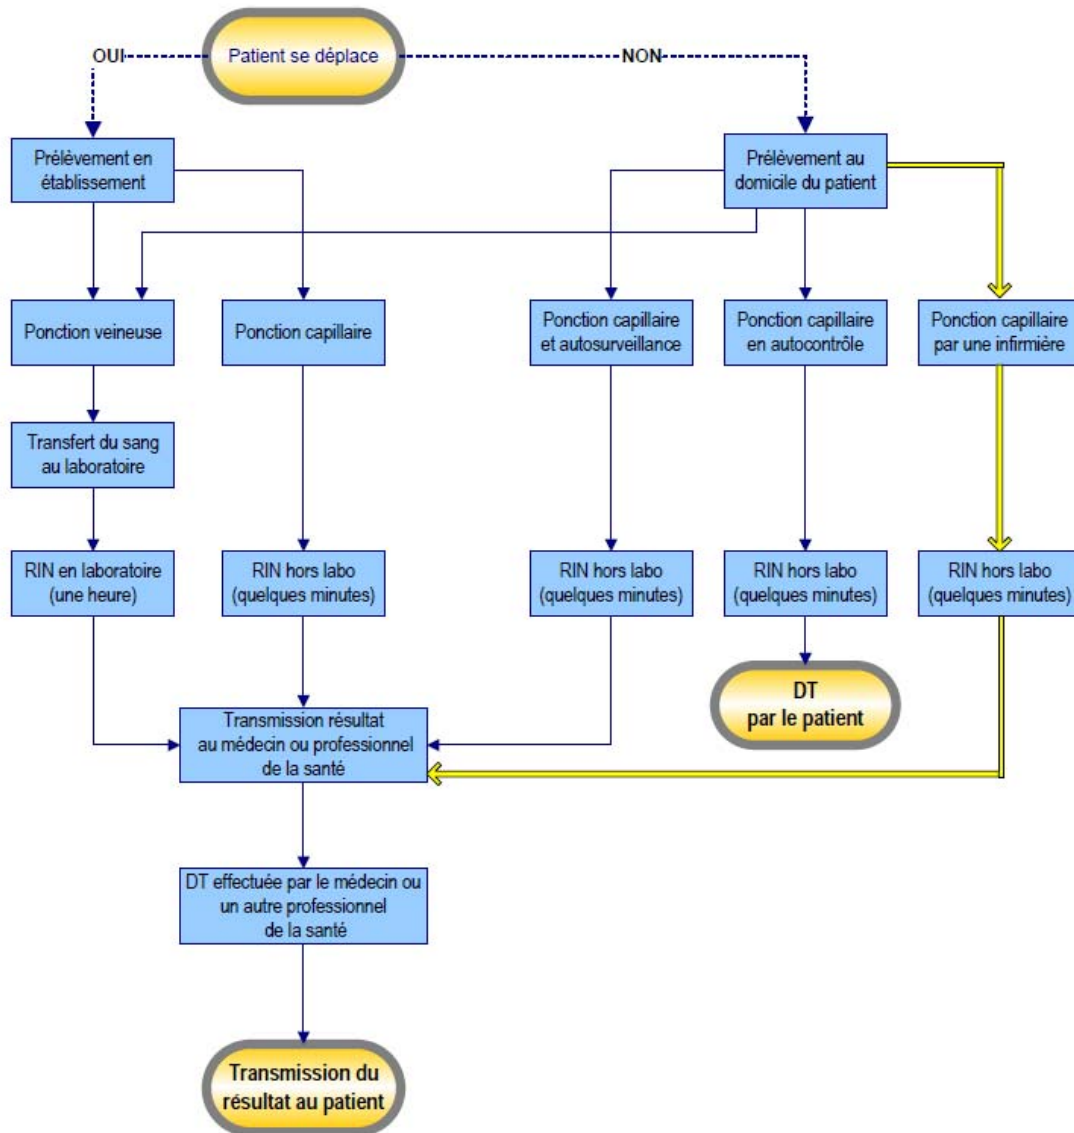 OUI
Patient se déplace
NON
Prélèvement en
établissement
Prélèvement au
domicile du patient
Ponction veineuse
Ponction capillaire
Ponction capillaire
et autosurveillance
Ponction capillaire
en autocontrôle
Ponction capillaire
par une infirmière
Transfert du sang
au laboratoire
RIN en laboratoire
(une heure)
RIN hors labo
(quelques minutes)
RIN hors labo
(quelques minutes)
RIN hors labo
(quelques minutes)
RIN hors labo
(quelques minutes)
DT
par le patient
Transmission résultat
au médecin ou professionnel
de la santé
DT effectuée par le médecin ou
un autre professionnel
de la santé
Transmission du
résultat au patient